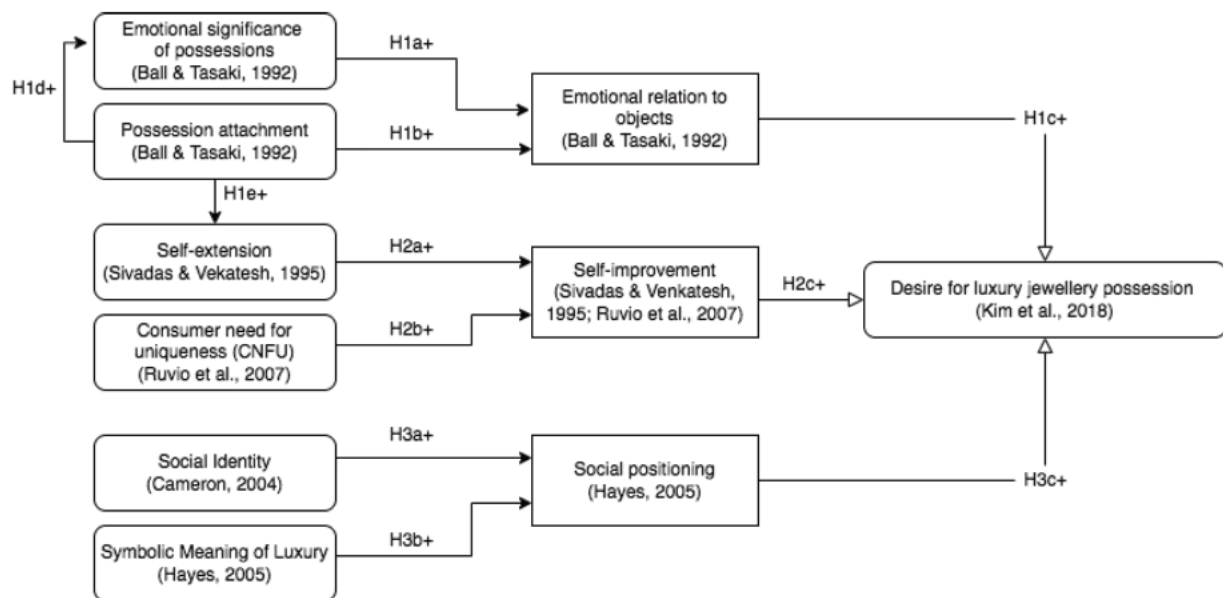 Emotional significance
of possessions
(Ball & Tasaki, 1992)
H1a+
H1d+
Emotional relation to
objects
(Ball & Tasaki, 1992)
H1c+
Possession attachment
(Ball & Tasaki, 1992)
H1b+
H1e+
Self-extension
(Sivadas & Vekatesh, 1995)
H2a+
Self-improvement
(Sivadas & Venkatesh,
1995; Ruvio et al., 2007)
H2c+
Desire for luxury jewellery possession
(Kim et al., 2018)
Consumer need for
uniqueness (CNFU)
(Ruvio et al., 2007)
H2b+
Social Identity
(Cameron, 2004)
H3a+
Social positioning
(Hayes, 2005)
H3c+
Symbolic Meaning of Luxury
(Hayes, 2005)
H3b+